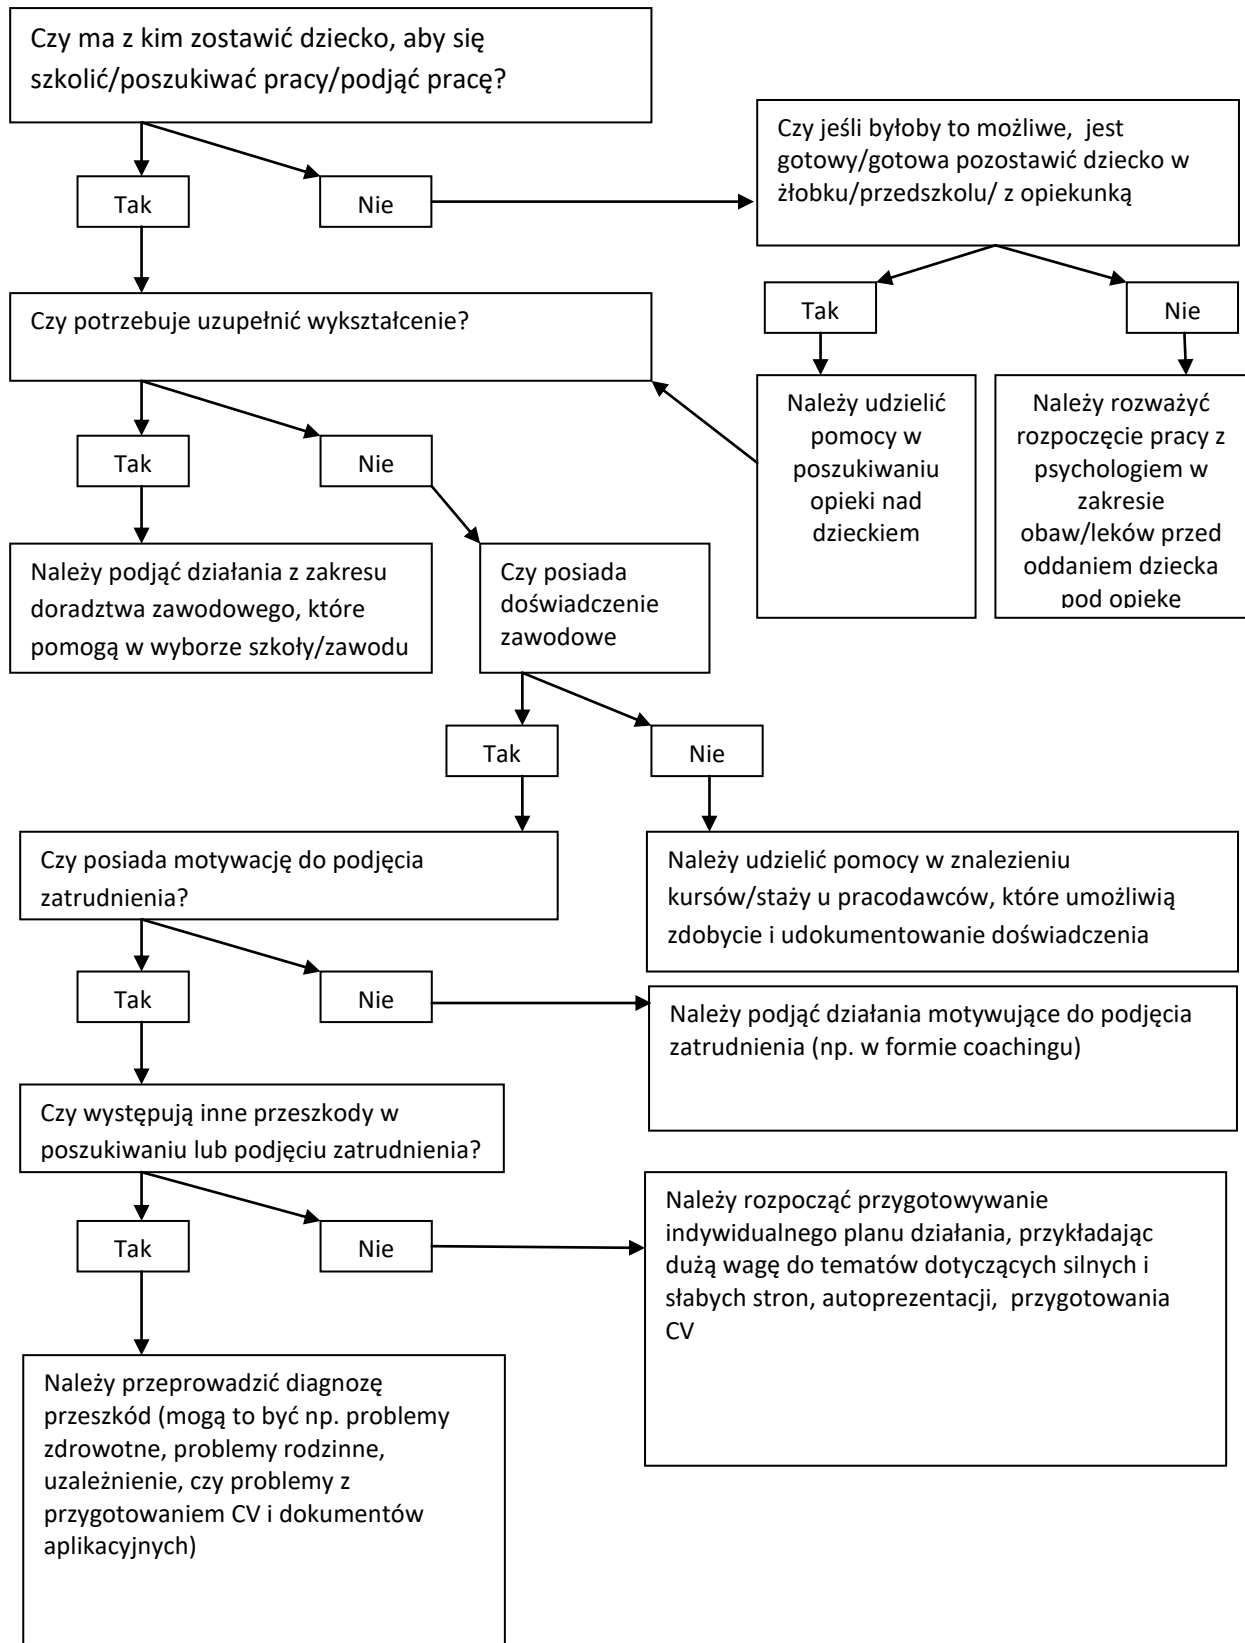 Czy ma z kim zostawić dziecko, aby się
szkolić/poszukiwać pracy/podjąć pracę?
Czy jeśli byłoby to możliwe,  jest
gotowy/gotowa pozostawić dziecko w
żłobku/przedszkolu/ z opiekunką
Tak
Nie
Tak
Nie
Czy potrzebuje uzupełnić wykształcenie?
Należy udzielić
pomocy w
poszukiwaniu
opieki nad
dzieckiem
Należy rozważyć
rozpoczęcie pracy z
psychologiem w
zakresie
obaw/leków przed
oddaniem dziecka
pod opiekę
Tak
Nie
Należy podjąć działania z zakresu
doradztwa zawodowego, które
pomogą w wyborze szkoły/zawodu
Czy posiada
doświadczenie
zawodowe
Tak
Nie
Czy posiada motywację do podjęcia
zatrudnienia?
Należy udzielić pomocy w znalezieniu
kursów/staży u pracodawców, które umożliwią
zdobycie i udokumentowanie doświadczenia
Tak
Nie
Należy podjąć działania motywujące do podjęcia
zatrudnienia (np. w formie coachingu)
Czy występują inne przeszkody w
poszukiwaniu lub podjęciu zatrudnienia?
Tak
Nie
Należy rozpocząć przygotowywanie
indywidualnego planu działania, przykładając
dużą wagę do tematów dotyczących silnych i
słabych stron, autoprezentacji,  przygotowania
CV
Należy przeprowadzić diagnozę
przeszkód (mogą to być np. problemy
zdrowotne, problemy rodzinne,
uzależnienie, czy problemy z
przygotowaniem CV i dokumentów
aplikacyjnych)